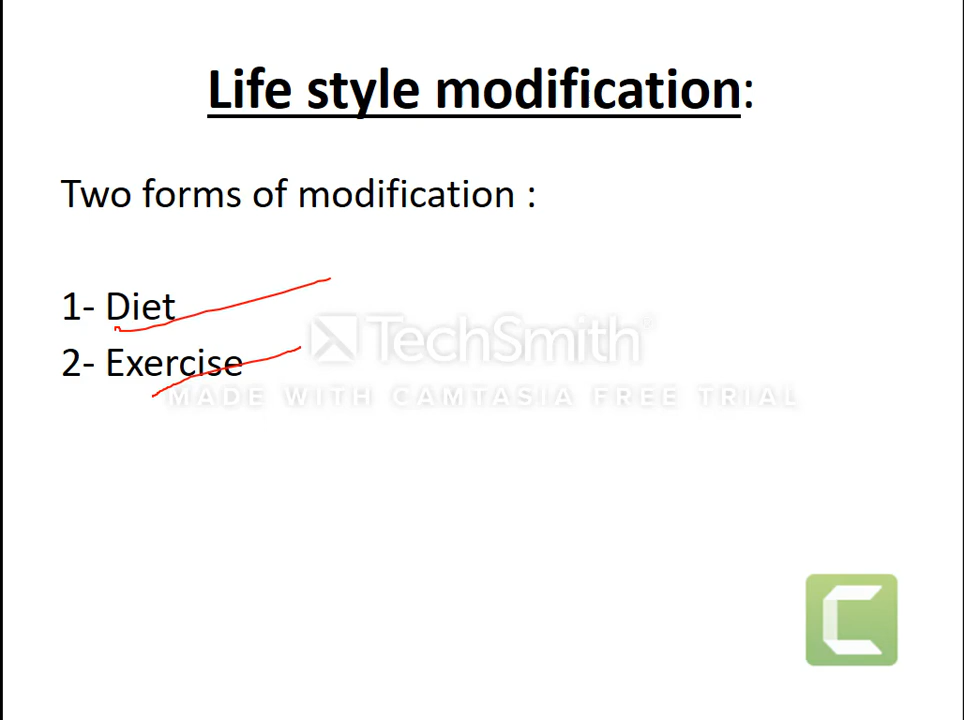 Life style modification:
Two forms of modification :
1- Diet
2- Exercise
TechSmith
MADE WITH CAMTASIA FREE TRIAL